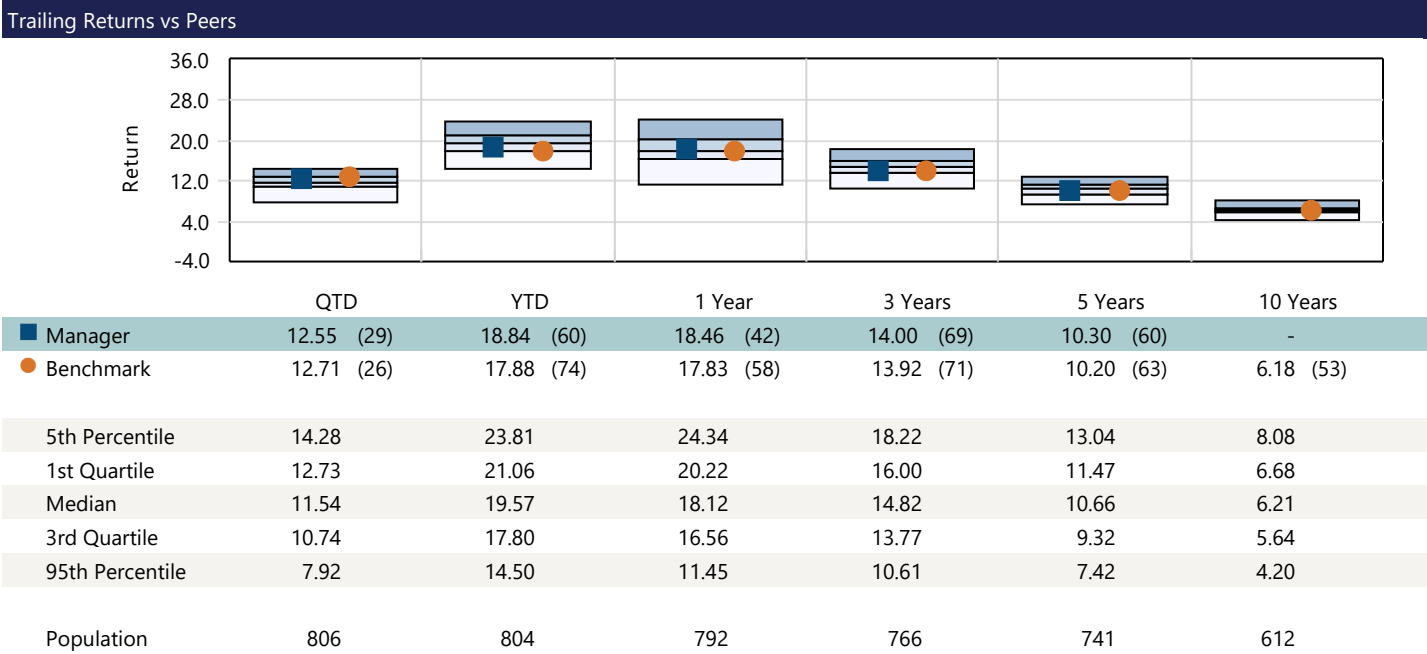 Trailing Returns vs Peers
36.0
28.0
20.0
12.0
4.0
-4.0
Return
QTD YTD 1 Year 3 Years 5 Years 10 Years
Manager 12.55 (29) 18.84 (60) 18.46 (42) 14.00 (69) 10.30 (60) -
Benchmark 12.71 (26) 17.88 (74) 17.83 (58) 13.92 (71) 10.20 (63) 6.18 (53)
5th Percentile 14.28 23.81 24.34 18.22 13.04 8.08
1st Quartile 12.73 21.06 20.22 16.00 11.47 6.68
Median 11.54 19.57 18.12 14.82 10.66 6.21
3rd Quartile 10.74 17.80 16.56 13.77 9.32 5.64
95th Percentile 7.92 14.50 11.45 10.61 7.42 4.20
Population 806 804 792 766 741 612